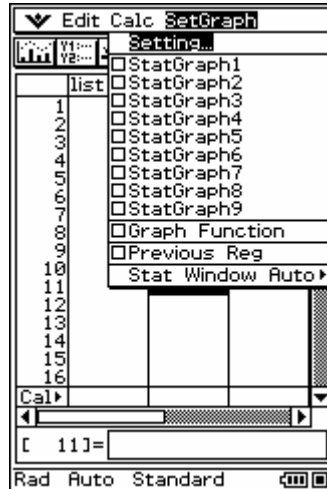 Edit Calc SetGraph
Setting...
Y1:...
Y2:...
list
StatGraph1
StatGraph2
StatGraph3
StatGraph4
StatGraph5
StatGraph6
StatGraph7
StatGraph8
StatGraph9
Graph Function
Previous Reg
Stat Window Auto
1
2
3
4
5
6
7
8
9
10
11
12
13
14
15
16
Cal
[ 11]=
Rad Auto Standard